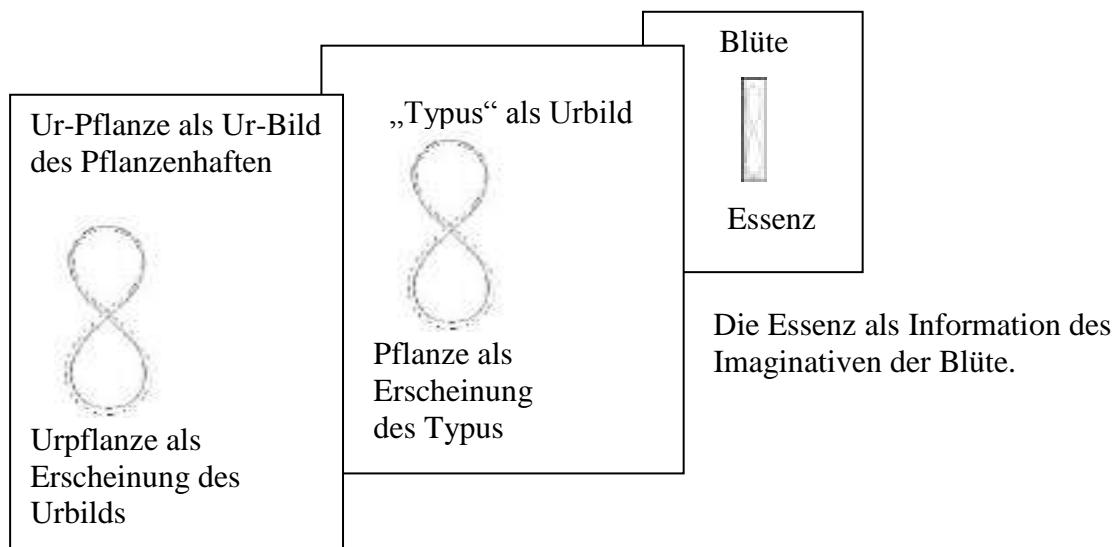 Ur-Pflanze als Ur-Bild
des Pflanzenhaften
Urpflanze als
Erscheinung des
Urbilds
„Typus“ als Urbild
Pflanze als
Erscheinung
des Typus
Blüte
Essenz
Die Essenz als Information des
Imaginativen der Blüte.